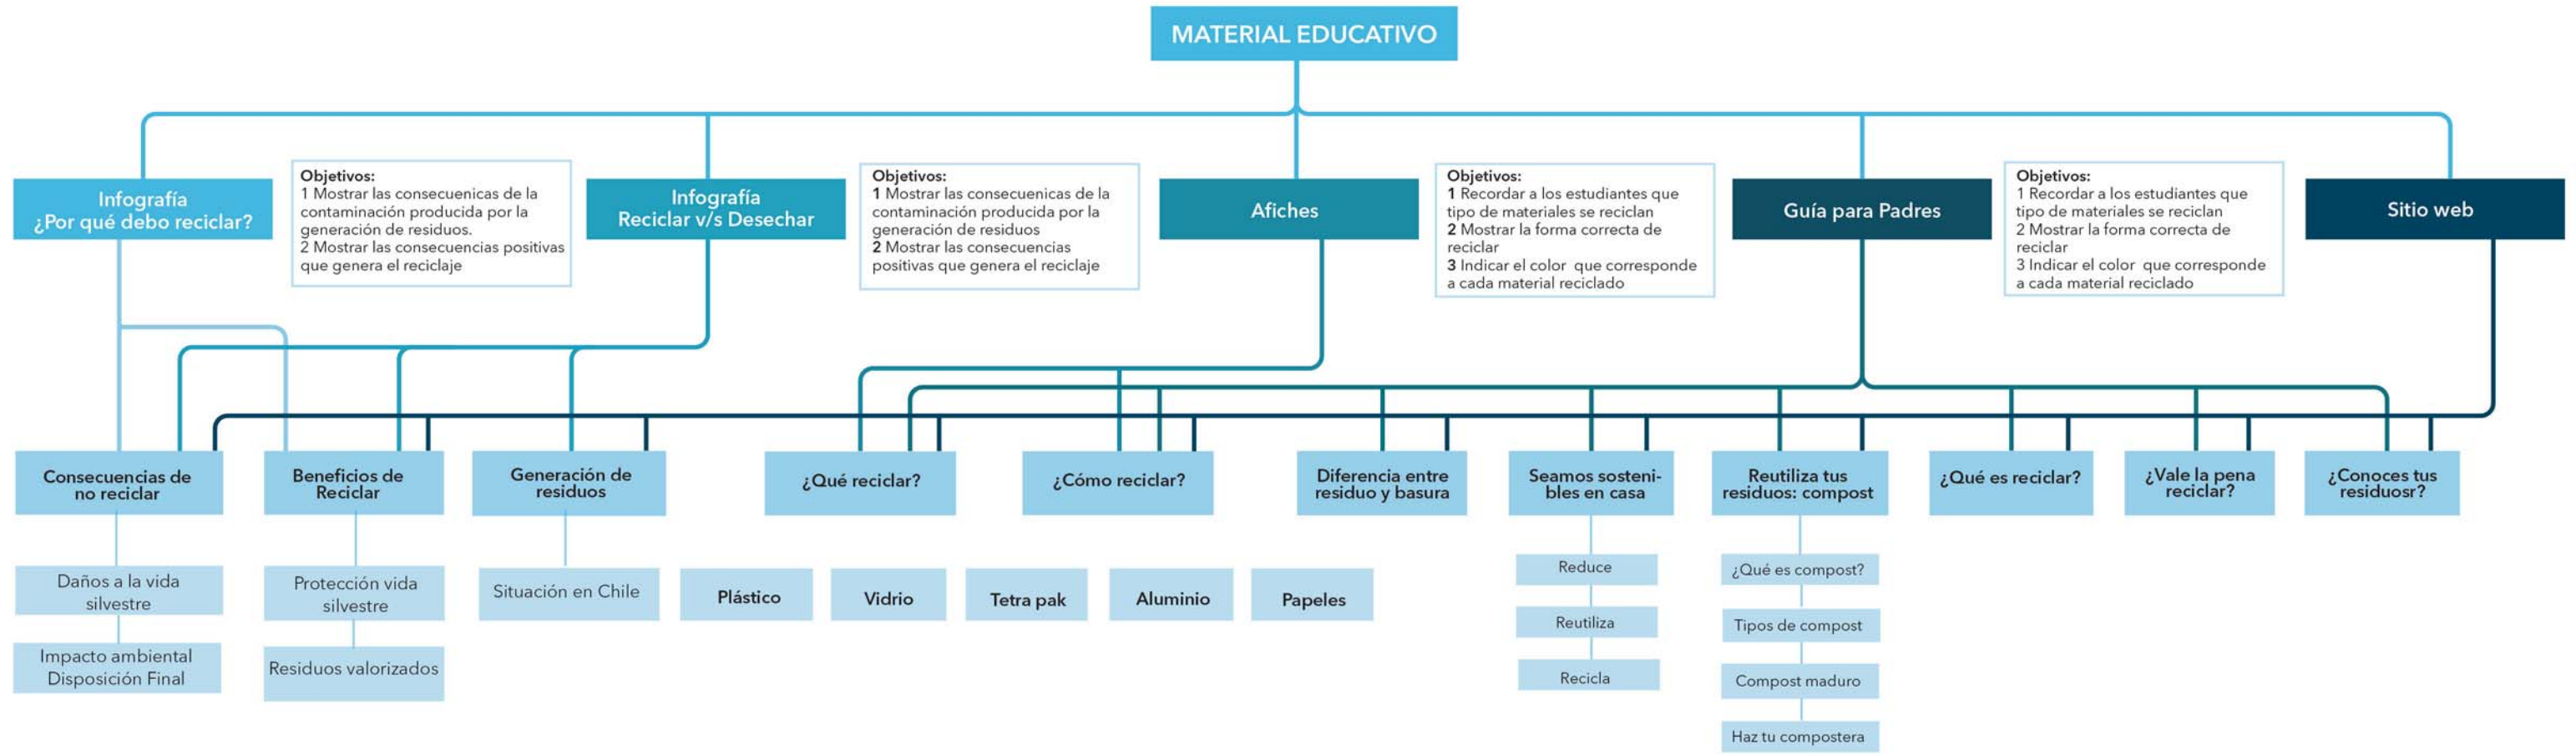 MATERIAL EDUCATIVO
Infografía
¿Por qué debo reciclar?
Objetivos:
1 Mostrar las consecuenicas de la
contaminación producida por la
generación de residuos.
2 Mostrar las consecuencias positivas
que genera el reciclaje
Infografía
Reciclar v/s Desechar
Objetivos:
1 Mostrar las consecuenicas de la
contaminación producida por la
generación de residuos
2 Mostrar las consecuencias
positivas que genera el reciclaje
Afiches
Objetivos:
1 Recordar a los estudiantes que
tipo de materiales se reciclan
2 Mostrar la forma correcta de
reciclar
3 Indicar el color que corresponde
a cada material reciclado
Guía para Padres
Objetivos:
1 Recordar a los estudiantes que
tipo de materiales se reciclan
2 Mostrar la forma correcta de
reciclar
3 Indicar el color que corresponde
a cada material reciclado
Sitio web
Consecuencias de
no reciclar
Beneficios de
Reciclar
Generación de
residuos
¿Qué reciclar?
¿Cómo reciclar?
Diferencia entre
residuo y basura
Seamos sosteni-
bles en casa
Reutiliza tus
residuos: compost
¿Qué es reciclar?
¿Vale la pena
reciclar?
¿Conoces tus
residuosr?
Daños a la vida
silvestre
Impacto ambiental
Disposición Final
Protección vida
silvestre
Residuos valorizados
Situación en Chile
Plástico
Vidrio
Tetra pak
Aluminio
Papeles
Reduce
Reutiliza
Recicla
¿Qué es compost?
Tipos de compost
Compost maduro
Haz tu compostera